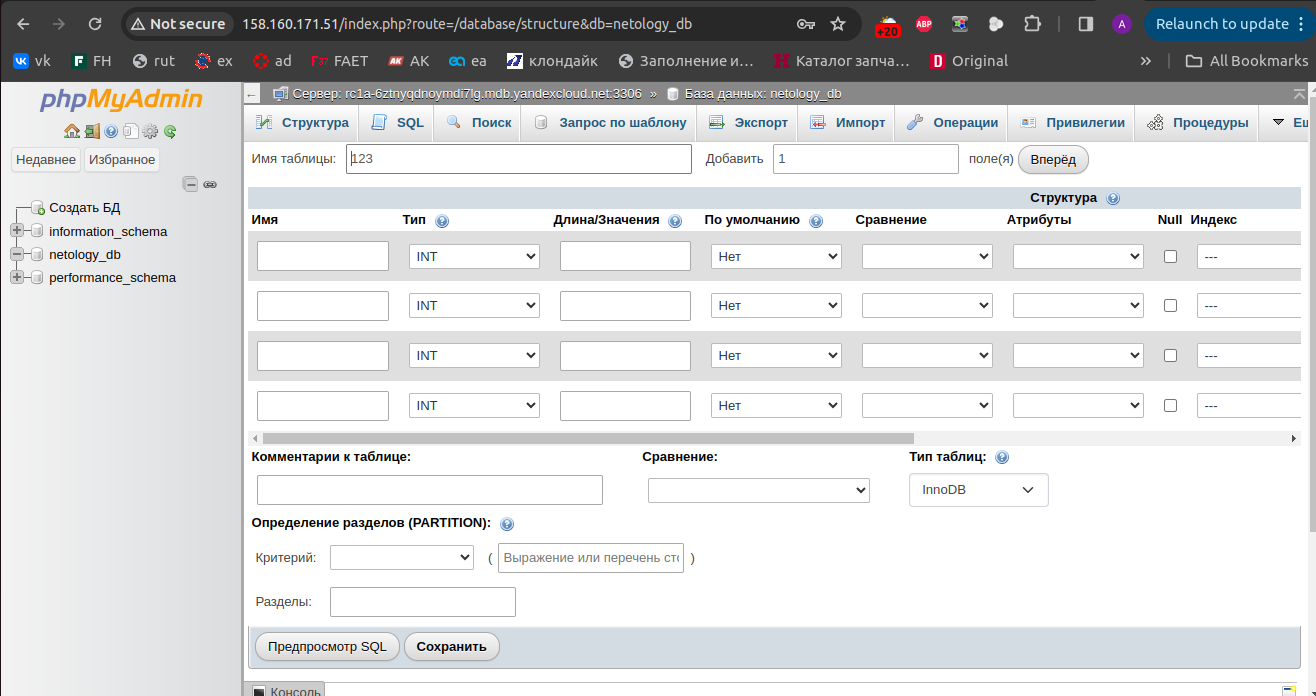 Not secure 158.160.171.51/index.php?route=/database/structure&db=netology_db +20 ABP A Relaunch to update
vk FH rut ex ad FAET AK ea клондайк Заполнение и… Каталог запча… Original » All Bookmarks
phpMyAdmin
Недавнее Избранное
Создать БД
information_schema
netology_db
performance_schema
Сервер: rc1a-6ztnyqdnoymdi7lg.mdb.yandexcloud.net:3306 » База данных: netology_db
Структура SQL Поиск Запрос по шаблону Экспорт Импорт Операции Привилегии Процедуры
Имя таблицы: 123 Добавить 1 поле(я) Вперёд
Структура
Имя Тип Длина/Значения По умолчанию Сравнение Атрибуты Null Индекс
INT Нет ---
INT Нет ---
INT Нет ---
INT Нет ---
Комментарии к таблице: Сравнение: Тип таблиц:
InnoDB
Определение разделов (PARTITION):
Критерий: ( Выражение или перечень сто )
Разделы:
Предпросмотр SQL Сохранить
Консоль